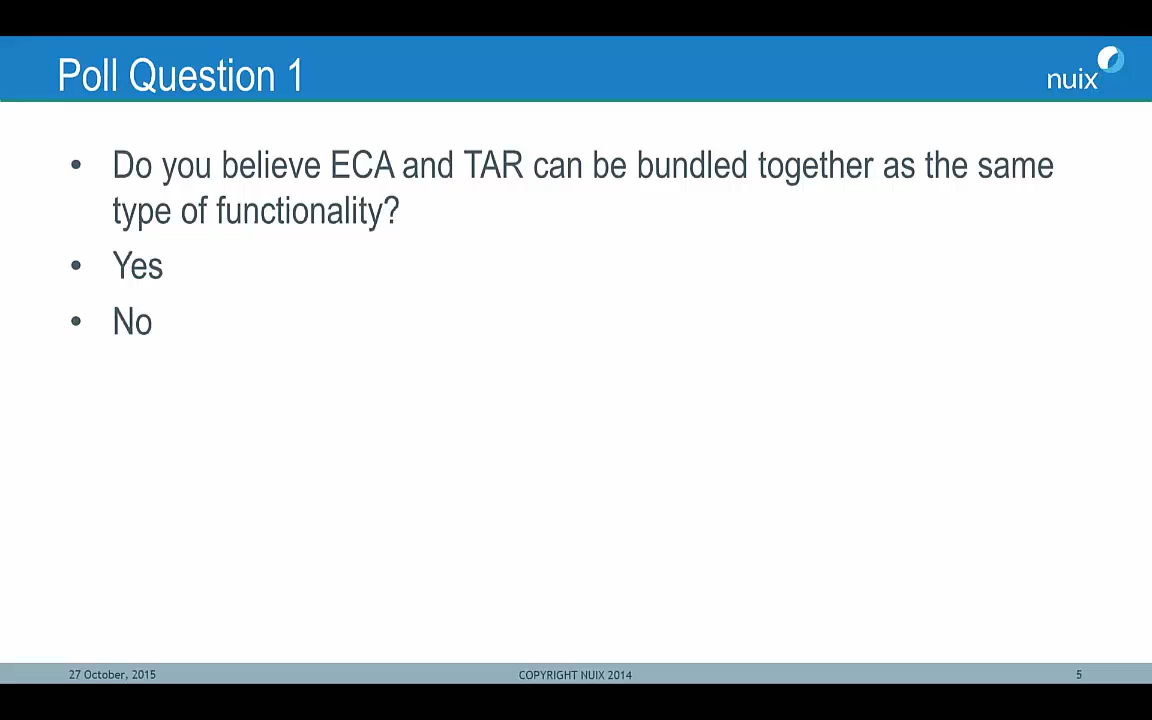 Poll Question 1
nuix
• Do you believe ECA and TAR can be bundled together as the same
type of functionality?
• Yes
• No
27 October, 2015
COPYRIGHT NUIX 2014
5